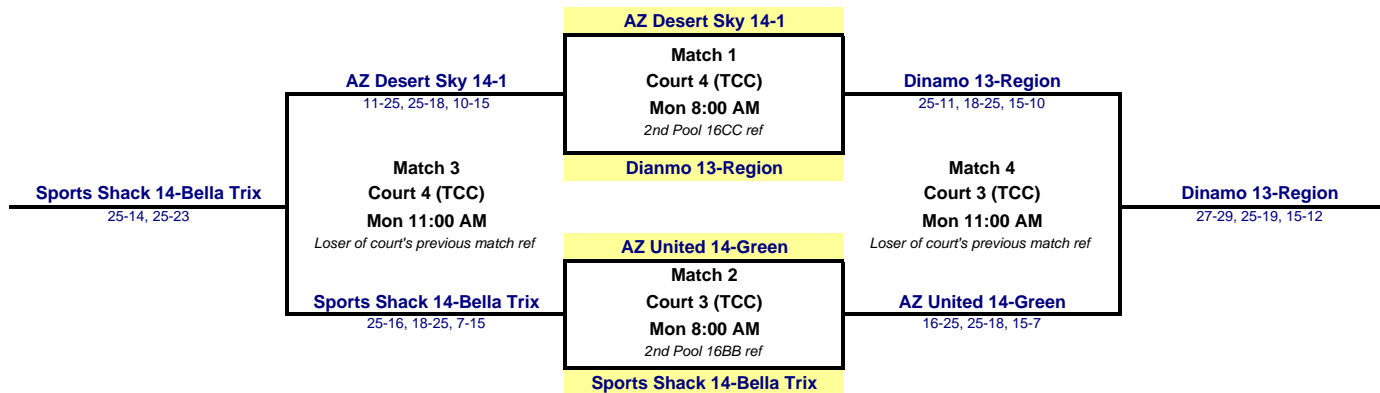 AZ Desert Sky 14-1
Match 1
Court 4 (TCC)
Mon 8:00 AM
2nd Pool 16CC ref
Dianmo 13-Region
AZ Desert Sky 14-1
11-25, 25-18, 10-15
Dinamo 13-Region
25-11, 18-25, 15-10
Match 3
Court 4 (TCC)
Mon 11:00 AM
Loser of court's previous match ref
Match 4
Court 3 (TCC)
Mon 11:00 AM
Loser of court's previous match ref
Sports Shack 14-Bella Trix
25-14, 25-23
Dinamo 13-Region
27-29, 25-19, 15-12
AZ United 14-Green
Match 2
Court 3 (TCC)
Mon 8:00 AM
2nd Pool 16BB ref
Sports Shack 14-Bella Trix
Sports Shack 14-Bella Trix
25-16, 18-25, 7-15
AZ United 14-Green
16-25, 25-18, 15-7